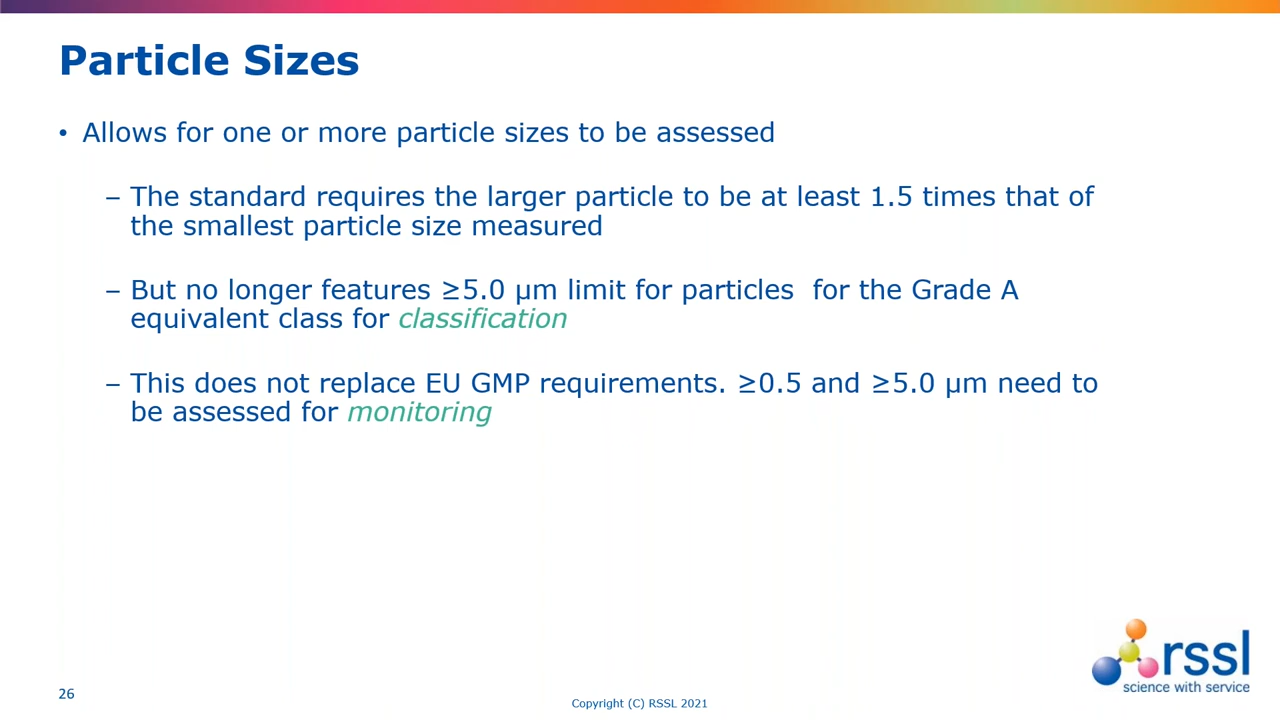 Particle Sizes
• Allows for one or more particle sizes to be assessed
– The standard requires the larger particle to be at least 1.5 times that of
the smallest particle size measured
– But no longer features ≥5.0 µm limit for particles  for the Grade A
equivalent class for classification
– This does not replace EU GMP requirements. ≥0.5 and ≥5.0 µm need to
be assessed for monitoring
rssl
science with service
26
Copyright (C) RSSL 2021